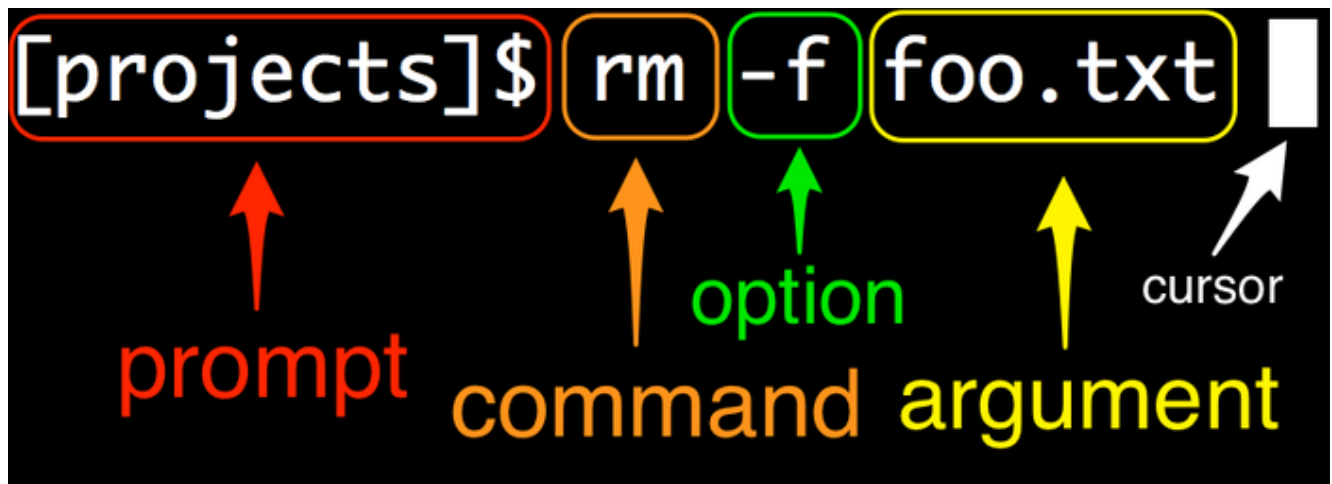 [projects]$ rm -f foo.txt
option
cursor
prompt
command
argument